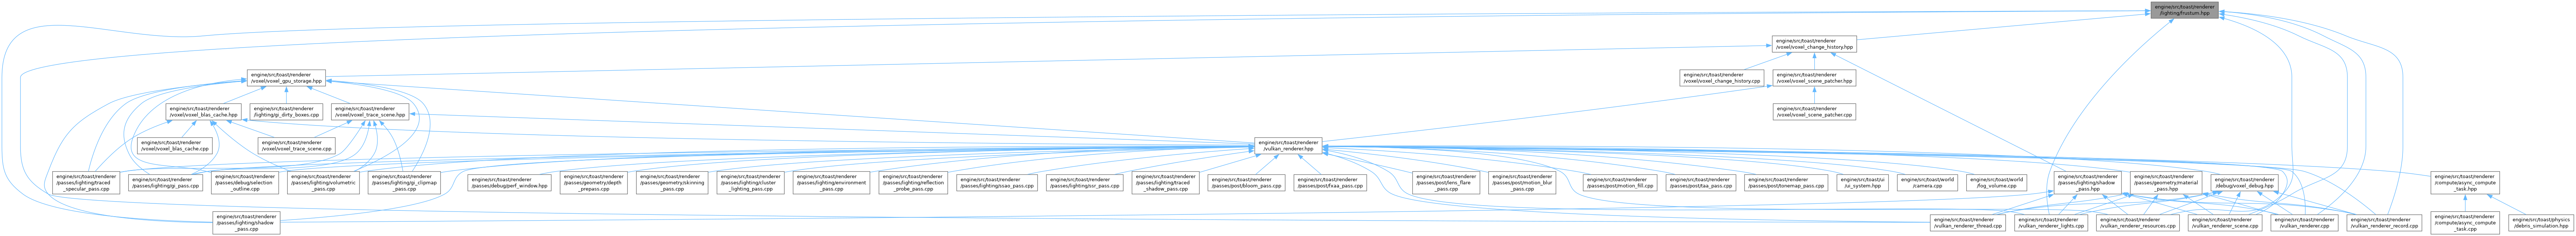 engine/src/toast/renderer
/lighting/frustum.hpp
engine/src/toast/renderer
/voxel/voxel_change_history.hpp
engine/src/toast/renderer
/voxel/voxel_gpu_storage.hpp
engine/src/toast/renderer
/voxel/voxel_change_history.cpp
engine/src/toast/renderer
/voxel/voxel_scene_patcher.hpp
engine/src/toast/renderer
/voxel/voxel_blas_cache.hpp
engine/src/toast/renderer
/lighting/gi_dirty_boxes.cpp
engine/src/toast/renderer
/voxel/voxel_trace_scene.hpp
engine/src/toast/renderer
/voxel/voxel_scene_patcher.cpp
engine/src/toast/renderer
/voxel/voxel_blas_cache.cpp
engine/src/toast/renderer
/voxel/voxel_trace_scene.cpp
engine/src/toast/renderer
/vulkan_renderer.hpp
engine/src/toast/renderer
/passes/lighting/traced
_specular_pass.cpp
engine/src/toast/renderer
/passes/lighting/gi_pass.cpp
engine/src/toast/renderer
/passes/debug/selection
_outline.cpp
engine/src/toast/renderer
/passes/lighting/volumetric
_pass.cpp
engine/src/toast/renderer
/passes/lighting/gi_clipmap
_pass.cpp
engine/src/toast/renderer
/passes/debug/perf_window.hpp
engine/src/toast/renderer
/passes/geometry/depth
_prepass.cpp
engine/src/toast/renderer
/passes/geometry/skinning
_pass.cpp
engine/src/toast/renderer
/passes/lighting/cluster
_lighting_pass.cpp
engine/src/toast/renderer
/passes/lighting/environment
_pass.cpp
engine/src/toast/renderer
/passes/lighting/reflection
_probe_pass.cpp
engine/src/toast/renderer
/passes/lighting/ssao_pass.cpp
engine/src/toast/renderer
/passes/lighting/ssr_pass.cpp
engine/src/toast/renderer
/passes/lighting/traced
_shadow_pass.cpp
engine/src/toast/renderer
/passes/post/bloom_pass.cpp
engine/src/toast/renderer
/passes/post/fxaa_pass.cpp
engine/src/toast/renderer
/passes/post/lens_flare
_pass.cpp
engine/src/toast/renderer
/passes/post/motion_blur
_pass.cpp
engine/src/toast/renderer
/passes/post/motion_fill.cpp
engine/src/toast/renderer
/passes/post/taa_pass.cpp
engine/src/toast/renderer
/passes/post/tonemap_pass.cpp
engine/src/toast/ui
/ui_system.hpp
engine/src/toast/world
/camera.cpp
engine/src/toast/world
/fog_volume.cpp
engine/src/toast/renderer
/passes/lighting/shadow
_pass.hpp
engine/src/toast/renderer
/passes/geometry/material
_pass.hpp
engine/src/toast/renderer
/debug/voxel_debug.hpp
engine/src/toast/renderer
/compute/async_compute
_task.hpp
engine/src/toast/renderer
/passes/lighting/shadow
_pass.cpp
engine/src/toast/renderer
/vulkan_renderer_thread.cpp
engine/src/toast/renderer
/vulkan_renderer_lights.cpp
engine/src/toast/renderer
/vulkan_renderer_resources.cpp
engine/src/toast/renderer
/vulkan_renderer_scene.cpp
engine/src/toast/renderer
/vulkan_renderer.cpp
engine/src/toast/renderer
/vulkan_renderer_record.cpp
engine/src/toast/renderer
/compute/async_compute
_task.cpp
engine/src/toast/physics
/debris_simulation.hpp